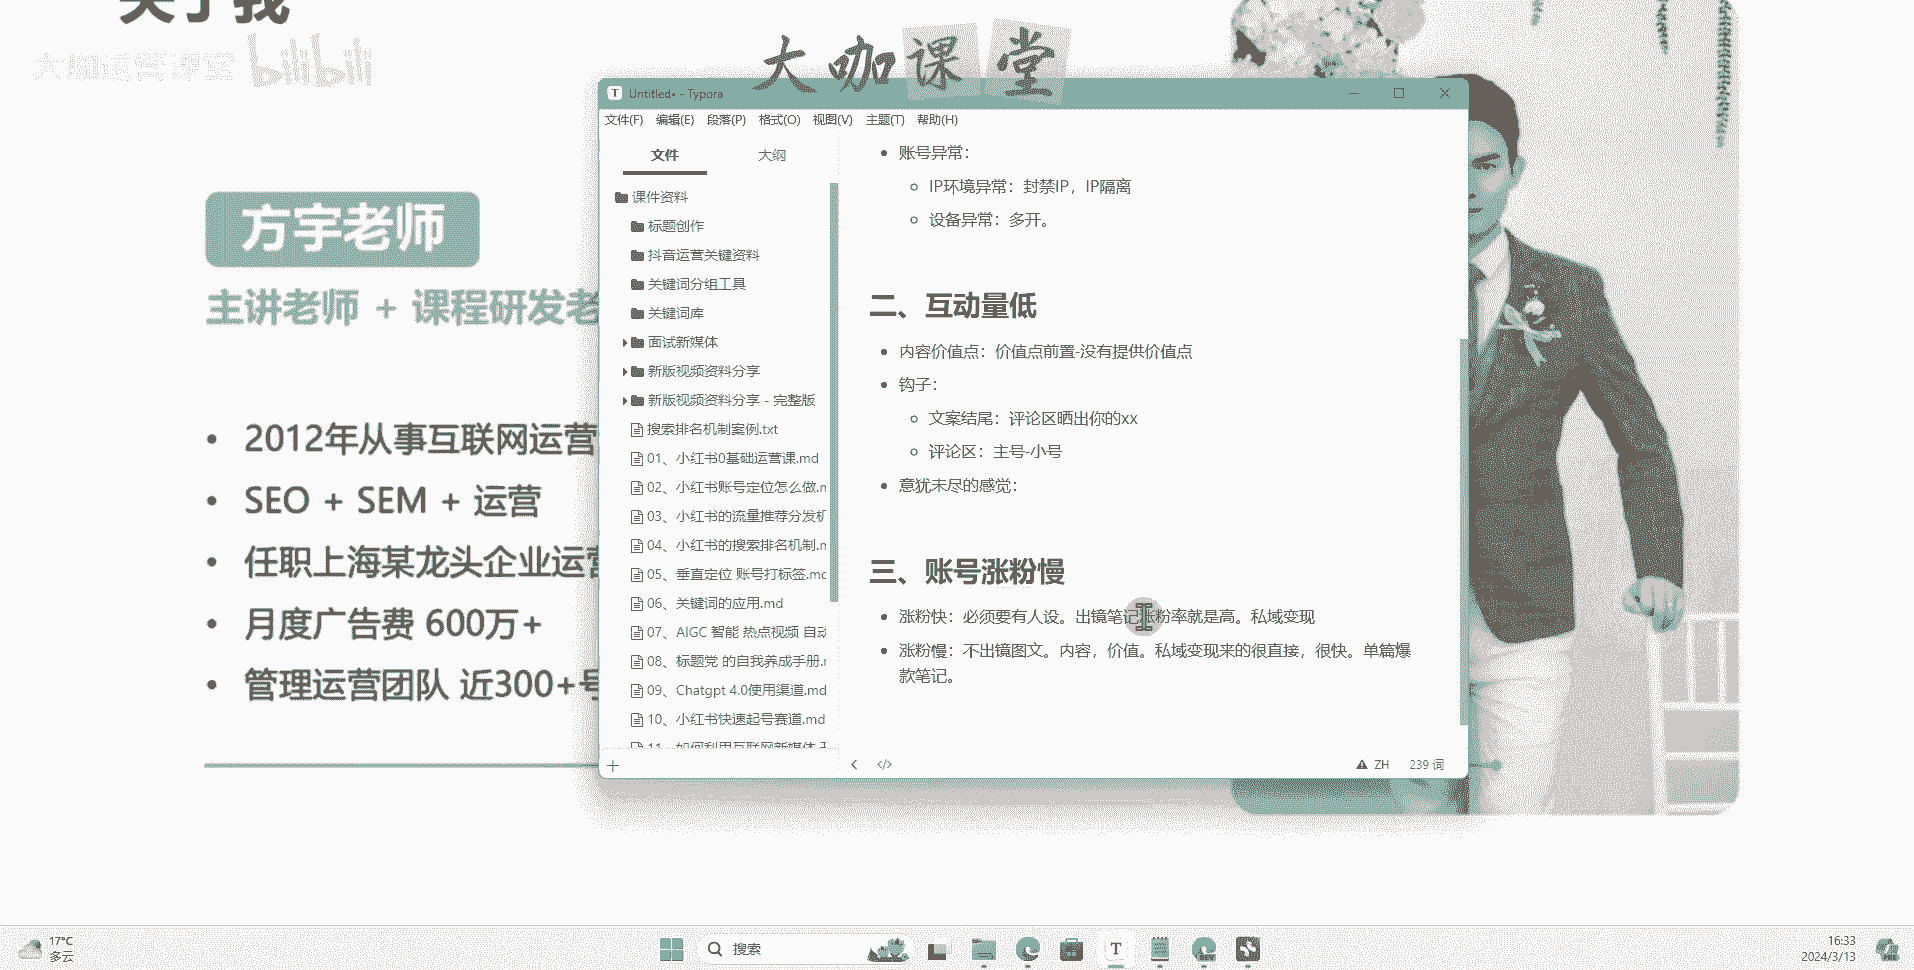 关于我
大咖运营课堂 bilibili
大咖课堂
方宇老师
主讲老师 + 课程研发老
2012年从事互联网运营
SEO + SEM + 运营
任职上海某龙头企业运营
月度广告费 600万+
管理运营团队 近300+号
Untitled• - Typora
文件(F) 编辑(E) 段落(P) 格式(O) 视图(V) 主题(T) 帮助(H)
文件 大纲
课件资料
标题创作
抖音运营关键资料
关键词分组工具
关键词库
面试新媒体
新版视频资料分享
新版视频资料分享 - 完整版
搜索排名机制案例.txt
01、小红书0基础运营课.md
02、小红书账号定位怎么做.m
03、小红书的流量推荐分发机
04、小红书的搜索排名机制.m
05、垂直定位 账号打标签.md
06、关键词的应用.md
07、AIGC 智能 热点视频 自动
08、标题党 的自我养成手册.m
09、Chatgpt 4.0使用渠道.md
10、小红书快速起号赛道.md
11、如何利用互联网新媒体
账号异常：
IP环境异常：封禁IP，IP隔离
设备异常：多开。
二、互动量低
内容价值点：价值点前置-没有提供价值点
钩子：
文案结尾：评论区晒出你的xx
评论区：主号-小号
意犹未尽的感觉：
三、账号涨粉慢
涨粉快：必须要有人设。出镜笔记涨粉率就是高。私域变现
涨粉慢：不出镜图文。内容，价值。私域变现来的很直接，很快。单篇爆
款笔记。
ZH 239 词
17°C
多云
搜索
16:33
2024/3/13